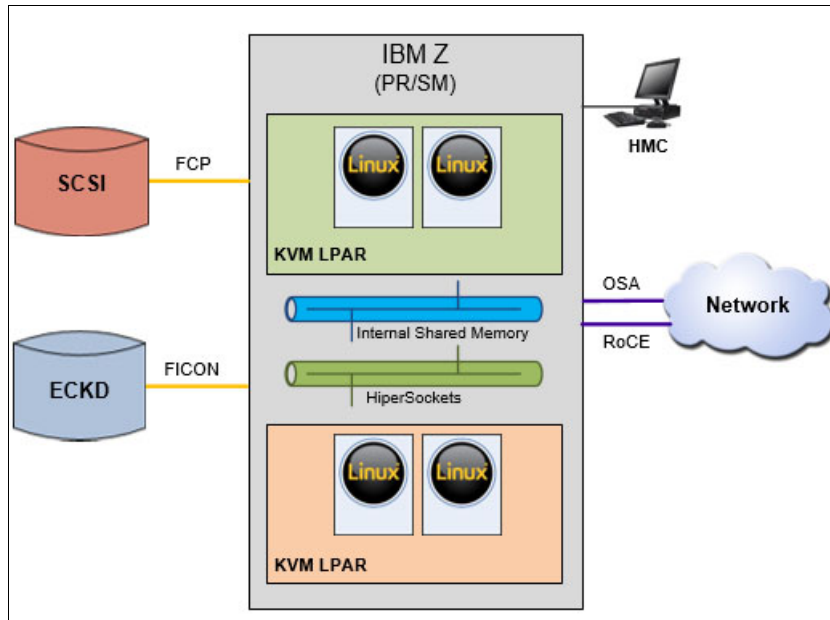 IBM Z
(PR/SM)
HMC
SCSI
FCP
Linux
Linux
KVM LPAR
OSA
Network
RoCE
Internal Shared Memory
ECKD
FICON
HiperSockets
Linux
Linux
KVM LPAR